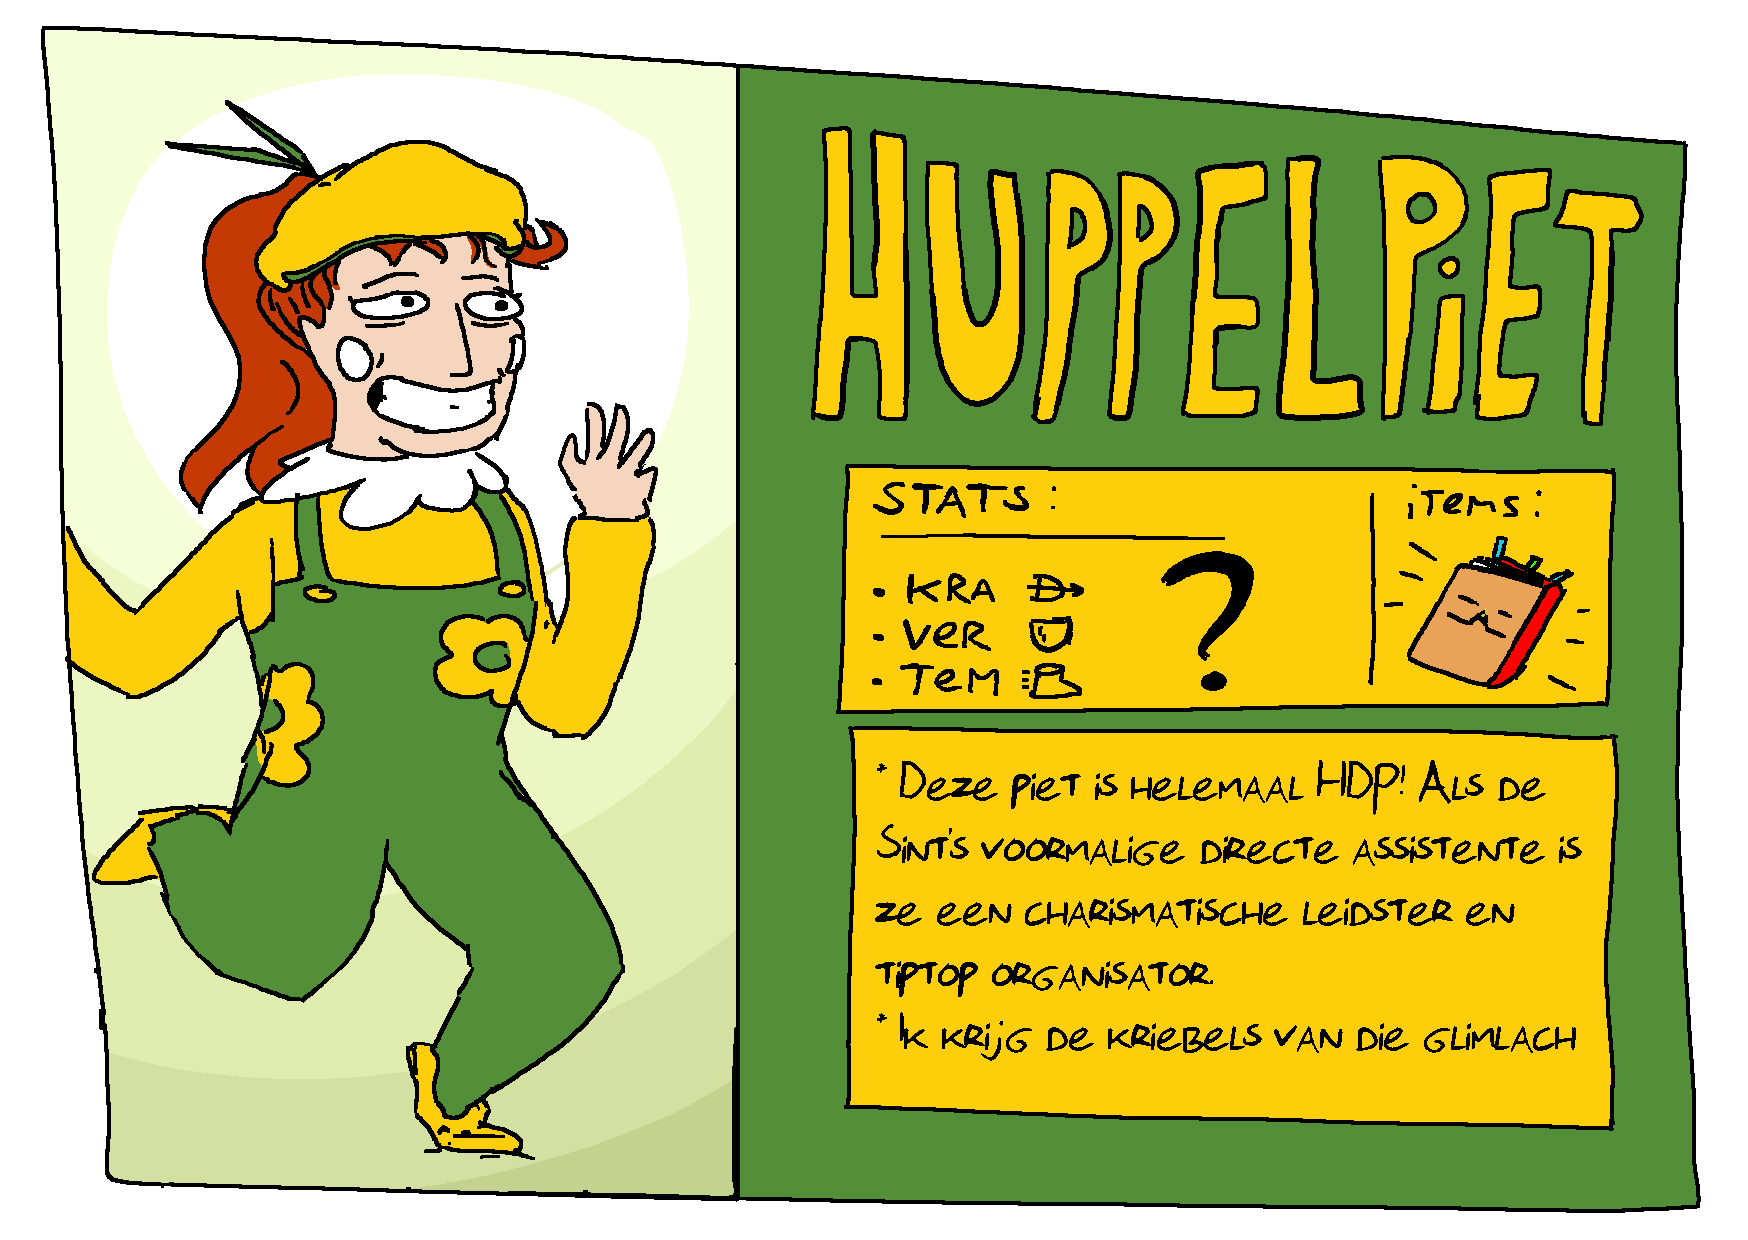 HUPPELPiET
STATS:
iTems:
• KRA
• VeR
• TeM
?
* Deze piet is helemaal HDP! Als de
Sint's voormalige directe assistente is
ze een charismatische leidster en
tiptop organisator.
* Ik krijg de kriebels van die glimlach